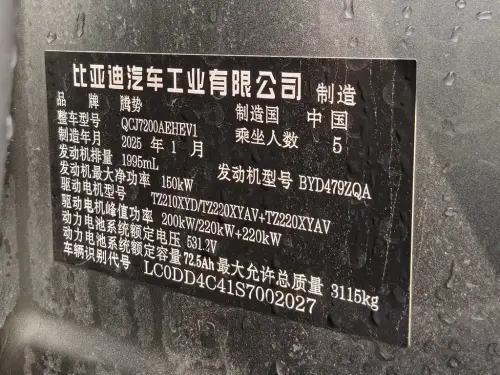 比亚迪汽车工业有限公司 制造
品 牌 腾势 制造国 中国
整车型号 QCJ7200AEHEV1 乘坐人数 5
制造年月 2025 年 1 月
发动机排量 1995mL 发动机型号 BYD479ZQA
发动机最大净功率 150kW
驱动电机型号 TZ210XYD/TZ220XYAV+TZ220XYAV
驱动电机峰值功率 200kW/220kW+220kW
动力电池系统额定电压 531.2V
动力电池系统额定容量 72.5Ah 最大允许总质量 3115kg
车辆识别代号 LC0DD4C41S7002027